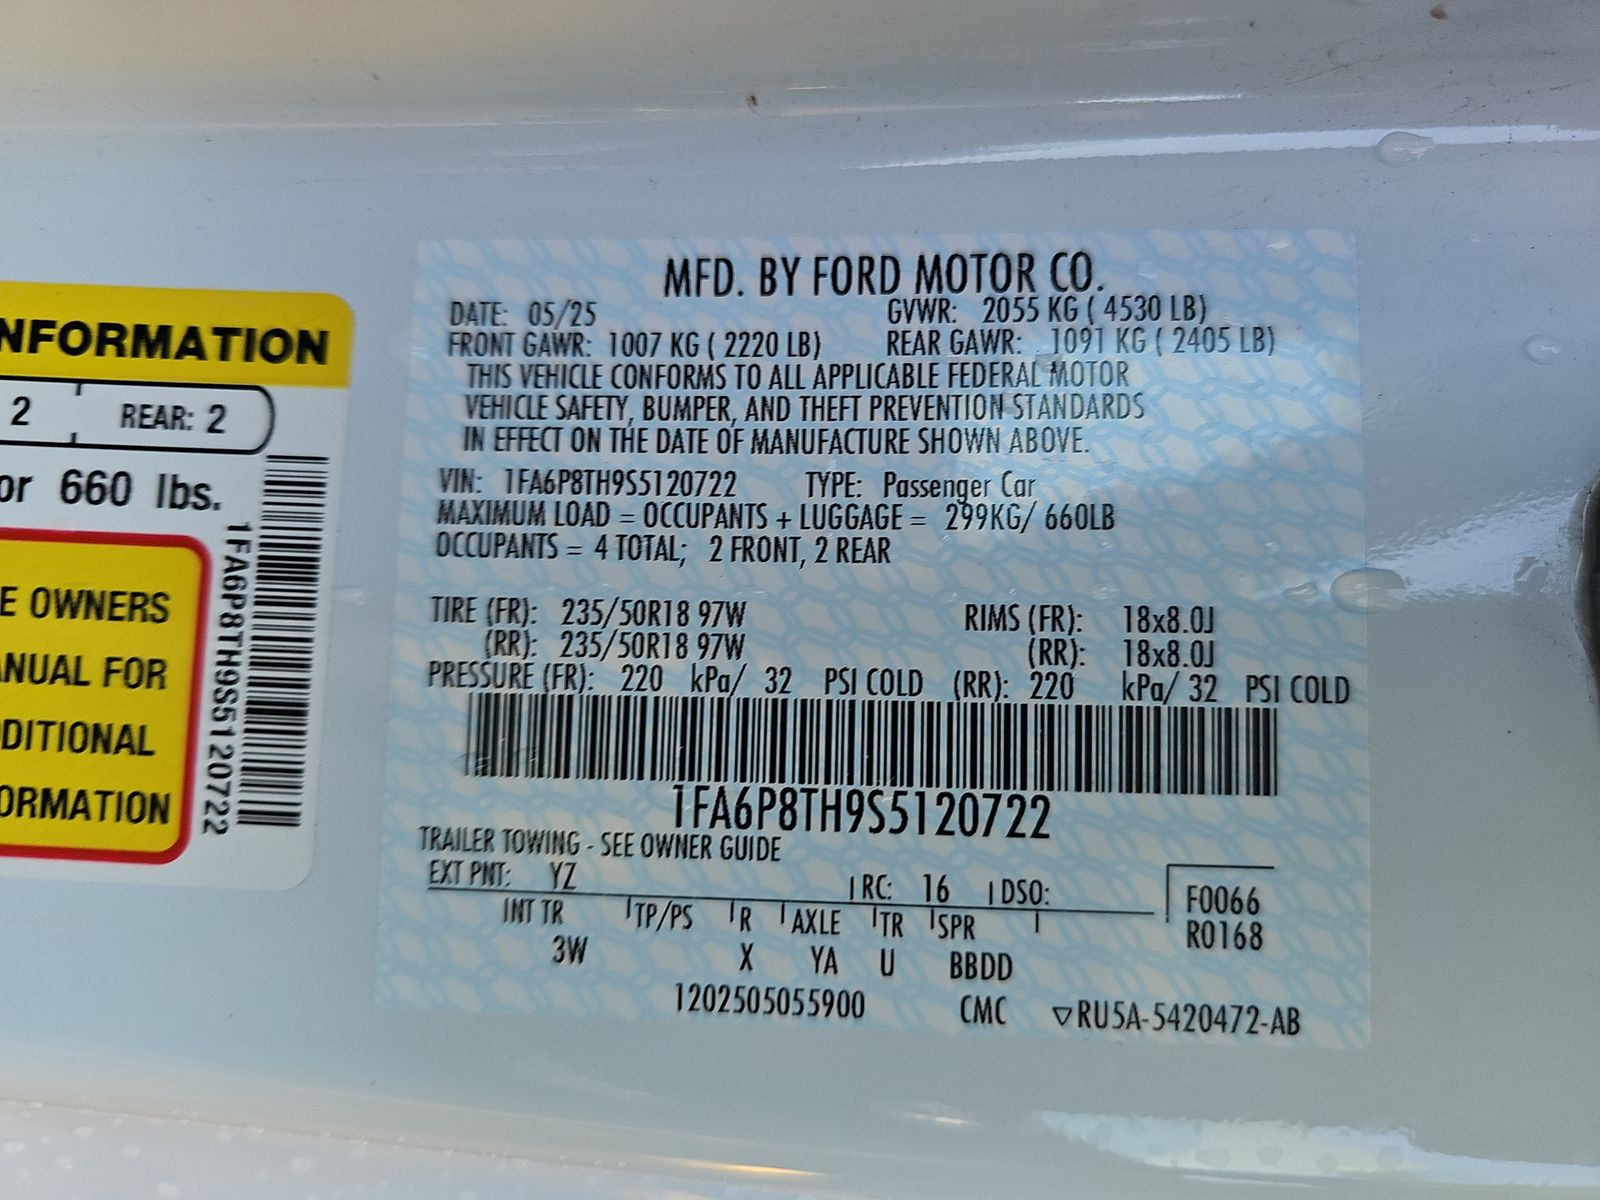 NFORMATION
2 REAR: 2
or 660 lbs.
E OWNERS
ANUAL FOR
DITIONAL
ORMATION
1FA6P8TH9S5120722
MFD. BY FORD MOTOR CO.
DATE: 05/25 GVWR: 2055 KG ( 4530 LB)
FRONT GAWR: 1007 KG ( 2220 LB) REAR GAWR: 1091 KG ( 2405 LB)
THIS VEHICLE CONFORMS TO ALL APPLICABLE FEDERAL MOTOR
VEHICLE SAFETY, BUMPER, AND THEFT PREVENTION STANDARDS
IN EFFECT ON THE DATE OF MANUFACTURE SHOWN ABOVE.
VIN: 1FA6P8TH9S5120722 TYPE: Passenger Car
MAXIMUM LOAD = OCCUPANTS + LUGGAGE = 299KG/ 660LB
OCCUPANTS = 4 TOTAL; 2 FRONT, 2 REAR
TIRE (FR): 235/50R18 97W RIMS (FR): 18x8.0J
(RR): 235/50R18 97W (RR): 18x8.0J
PRESSURE (FR): 220 kPa/ 32 PSI COLD (RR): 220 kPa/ 32 PSI COLD
1FA6P8TH9S5120722
TRAILER TOWING - SEE OWNER GUIDE
EXT PNT: YZ RC: 16 DSO: F0066
INT TR TP/PS R AXLE TR SPR R0168
3W X YA U BBDD
1202505055900 CMC ▽RU5A-5420472-AB